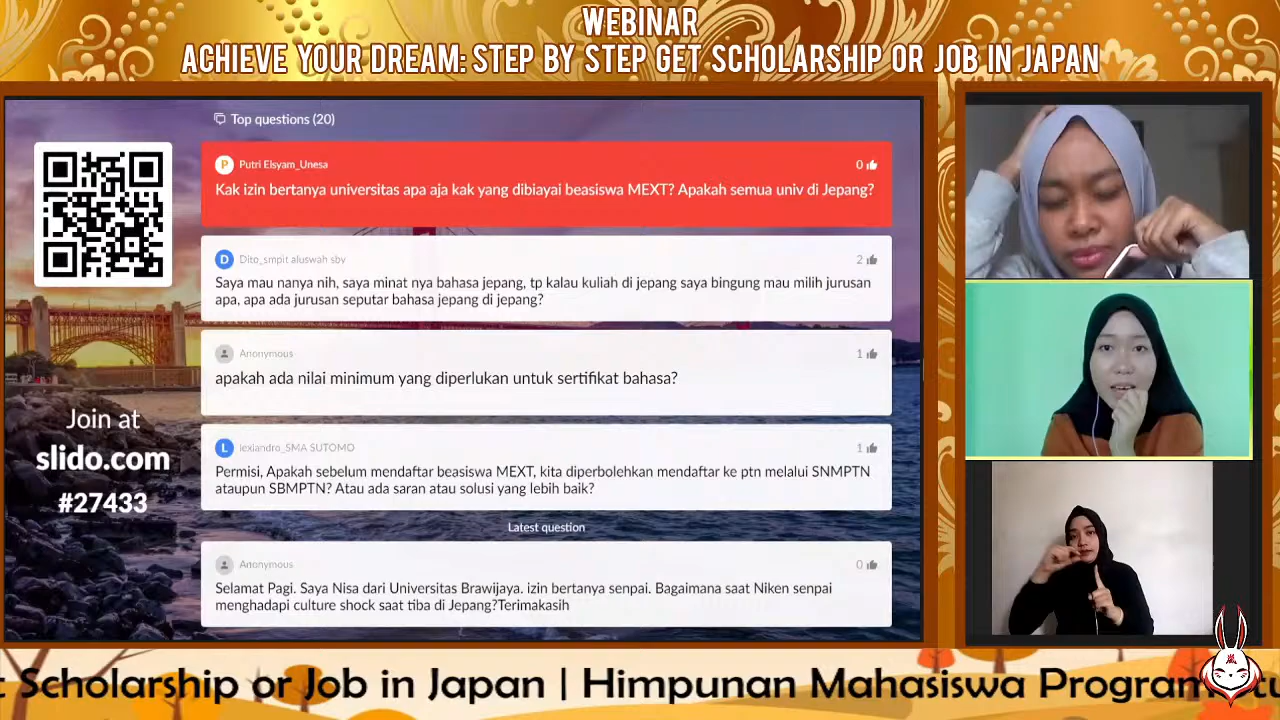 WEBINAR
ACHIEVE YOUR DREAM: STEP BY STEP GET SCHOLARSHIP OR JOB IN JAPAN
Top questions (20)
P Putri Elsyam_Unesa 0
Kak izin bertanya universitas apa aja kak yang dibiayai beasiswa MEXT? Apakah semua univ di Jepang?
D Dito_smpit aluswah sby 2
Saya mau nanya nih, saya minat nya bahasa jepang, tp kalau kuliah di jepang saya bingung mau milih jurusan
apa, apa ada jurusan seputar bahasa jepang di jepang?
Anonymous 1
apakah ada nilai minimum yang diperlukan untuk sertifikat bahasa?
L lexiandro_SMA SUTOMO 1
Permisi, Apakah sebelum mendaftar beasiswa MEXT, kita diperbolehkan mendaftar ke ptn melalui SNMPTN
ataupun SBMPTN? Atau ada saran atau solusi yang lebih baik?
Latest question
Anonymous 0
Selamat Pagi. Saya Nisa dari Universitas Brawijaya. izin bertanya senpai. Bagaimana saat Niken senpai
menghadapi culture shock saat tiba di Jepang?Terimakasih
Join at
slido.com
#27433
Scholarship or Job in Japan | Himpunan Mahasiswa Program